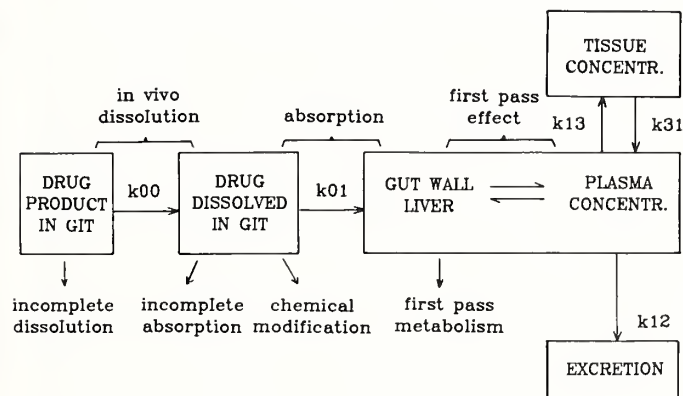 TISSUE
CONCENTR.
in vivo
dissolution
absorption
first pass
effect
k13
k31
DRUG
PRODUCT
IN GIT
k00
DRUG
DISSOLVED
IN GIT
k01
GUT WALL
LIVER
PLASMA
CONCENTR.
incomplete
dissolution
incomplete
absorption
chemical
modification
first pass
metabolism
k12
EXCRETION